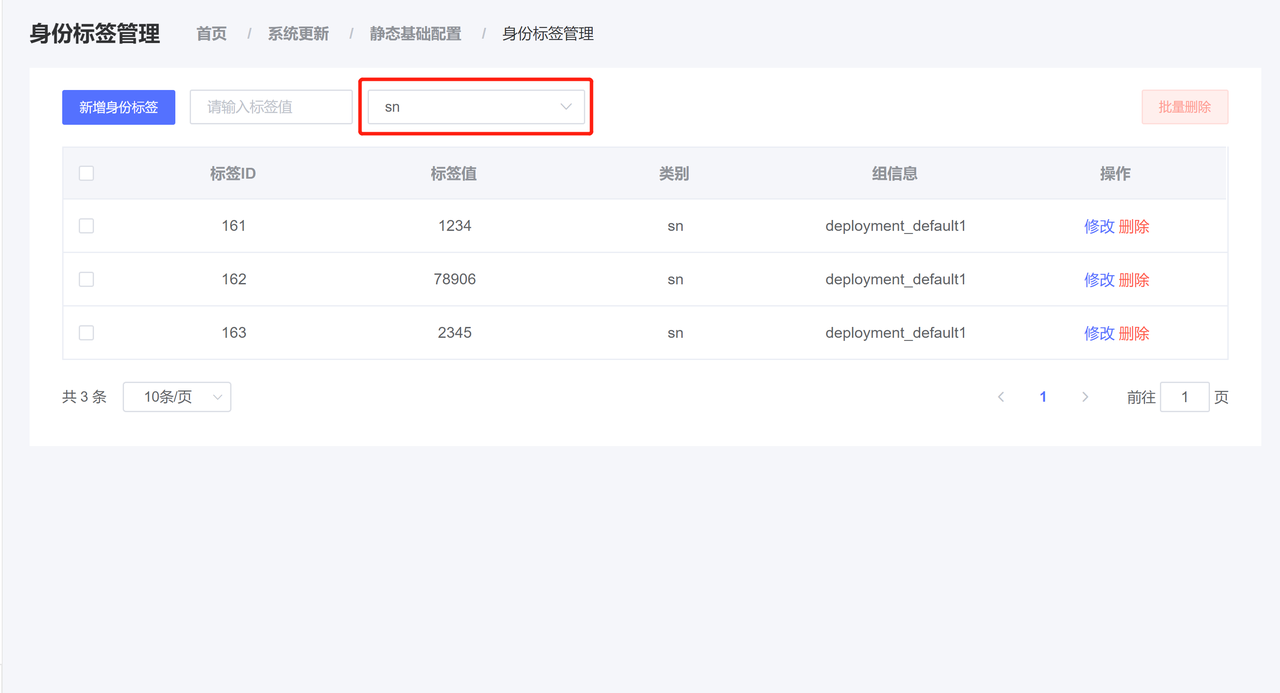 身份标签管理 首页 / 系统更新 / 静态基础配置 / 身份标签管理
新增身份标签 请输入标签值 sn 批量删除
标签ID 标签值 类别 组信息 操作
161 1234 sn deployment_default1 修改 删除
162 78906 sn deployment_default1 修改 删除
163 2345 sn deployment_default1 修改 删除
共 3 条 10条/页 1 前往 1 页